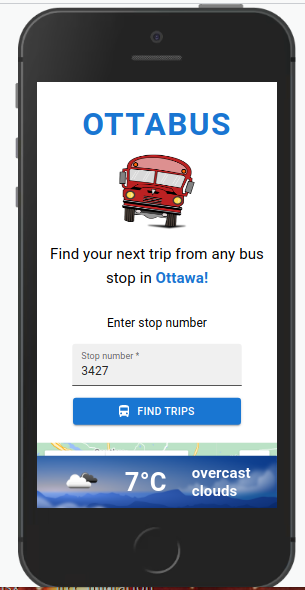 OTTABUS
Find your next trip from any bus
stop in Ottawa!
Enter stop number
Stop number *
3427
FIND TRIPS
7°C
overcast
clouds